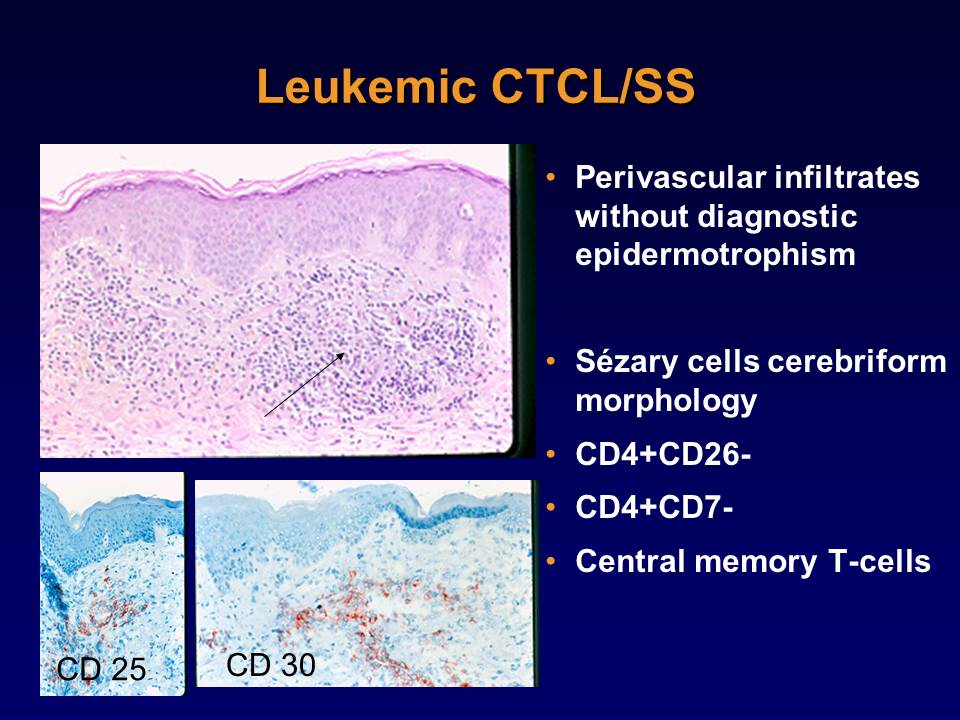 Leukemic CTCL/SS
• Perivascular infiltrates
without diagnostic
epidermotrophism
• Sézary cells cerebriform
morphology
• CD4+CD26-
• CD4+CD7-
• Central memory T-cells
CD 25
CD 30